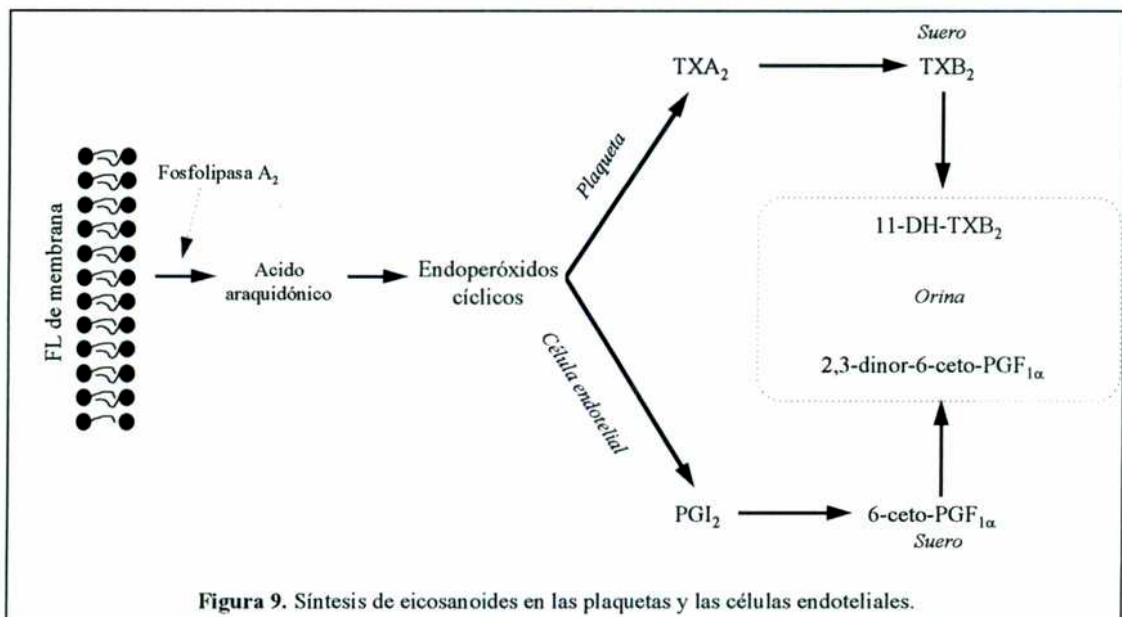 Suero
TXA₂
TXB₂
Plaqueta
Fosfolipasa A₂
FL de membrana
11-DH-TXB₂
Acido
araquidónico
Endoperóxidos
cíclicos
Orina
2,3-dinor-6-ceto-PGF₁α
Célula endotelial
PGI₂
6-ceto-PGF₁α
Suero
Figura 9. Síntesis de eicosanoides en las plaquetas y las células endoteliales.